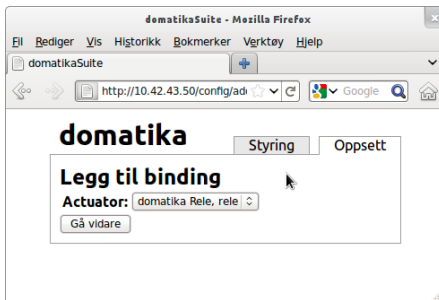 domatikaSuite - Mozilla Firefox
Fil Rediger Vis Historikk Bokmerker Verktøy Hjelp
domatikaSuite
http://10.42.43.50/config/ad Google
domatika Styring Oppsett
Legg til binding
Actuator: domatika Rele, rele
Gå vidare